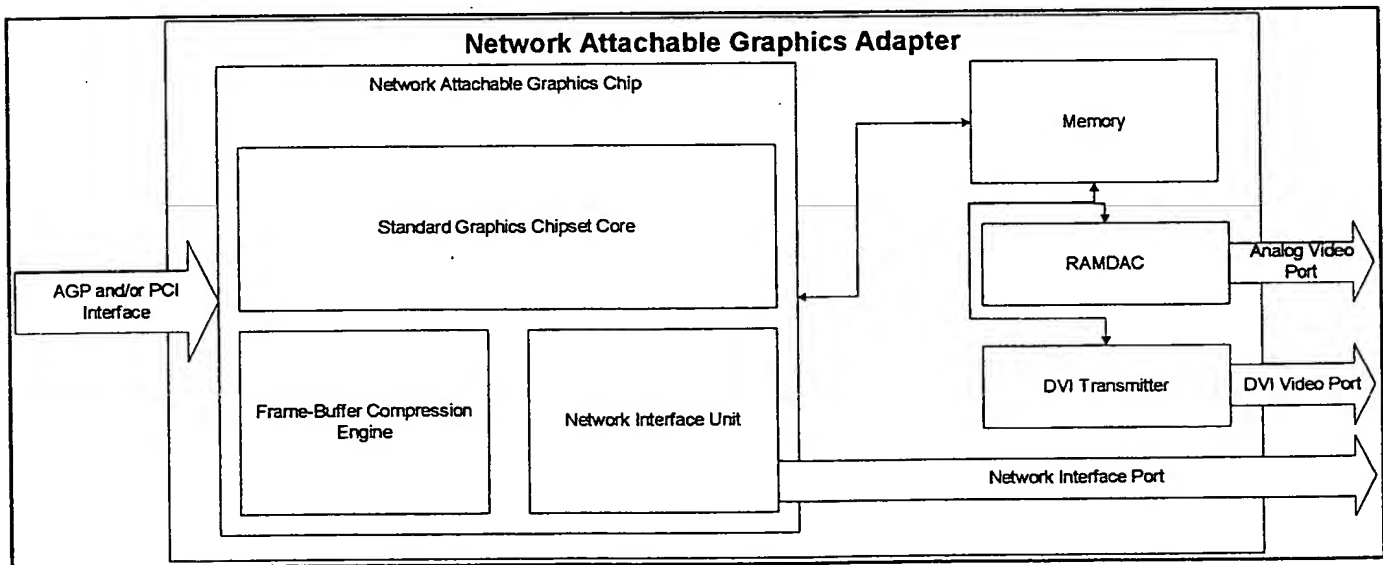 Network Attachable Graphics Adapter
Network Attachable Graphics Chip
Memory
Standard Graphics Chipset Core
RAMDAC
Analog Video
Port
AGP and/or PCI
Interface
Frame-Buffer Compression
Engine
Network Interface Unit
DVI Transmitter
DVI Video Port
Network Interface Port